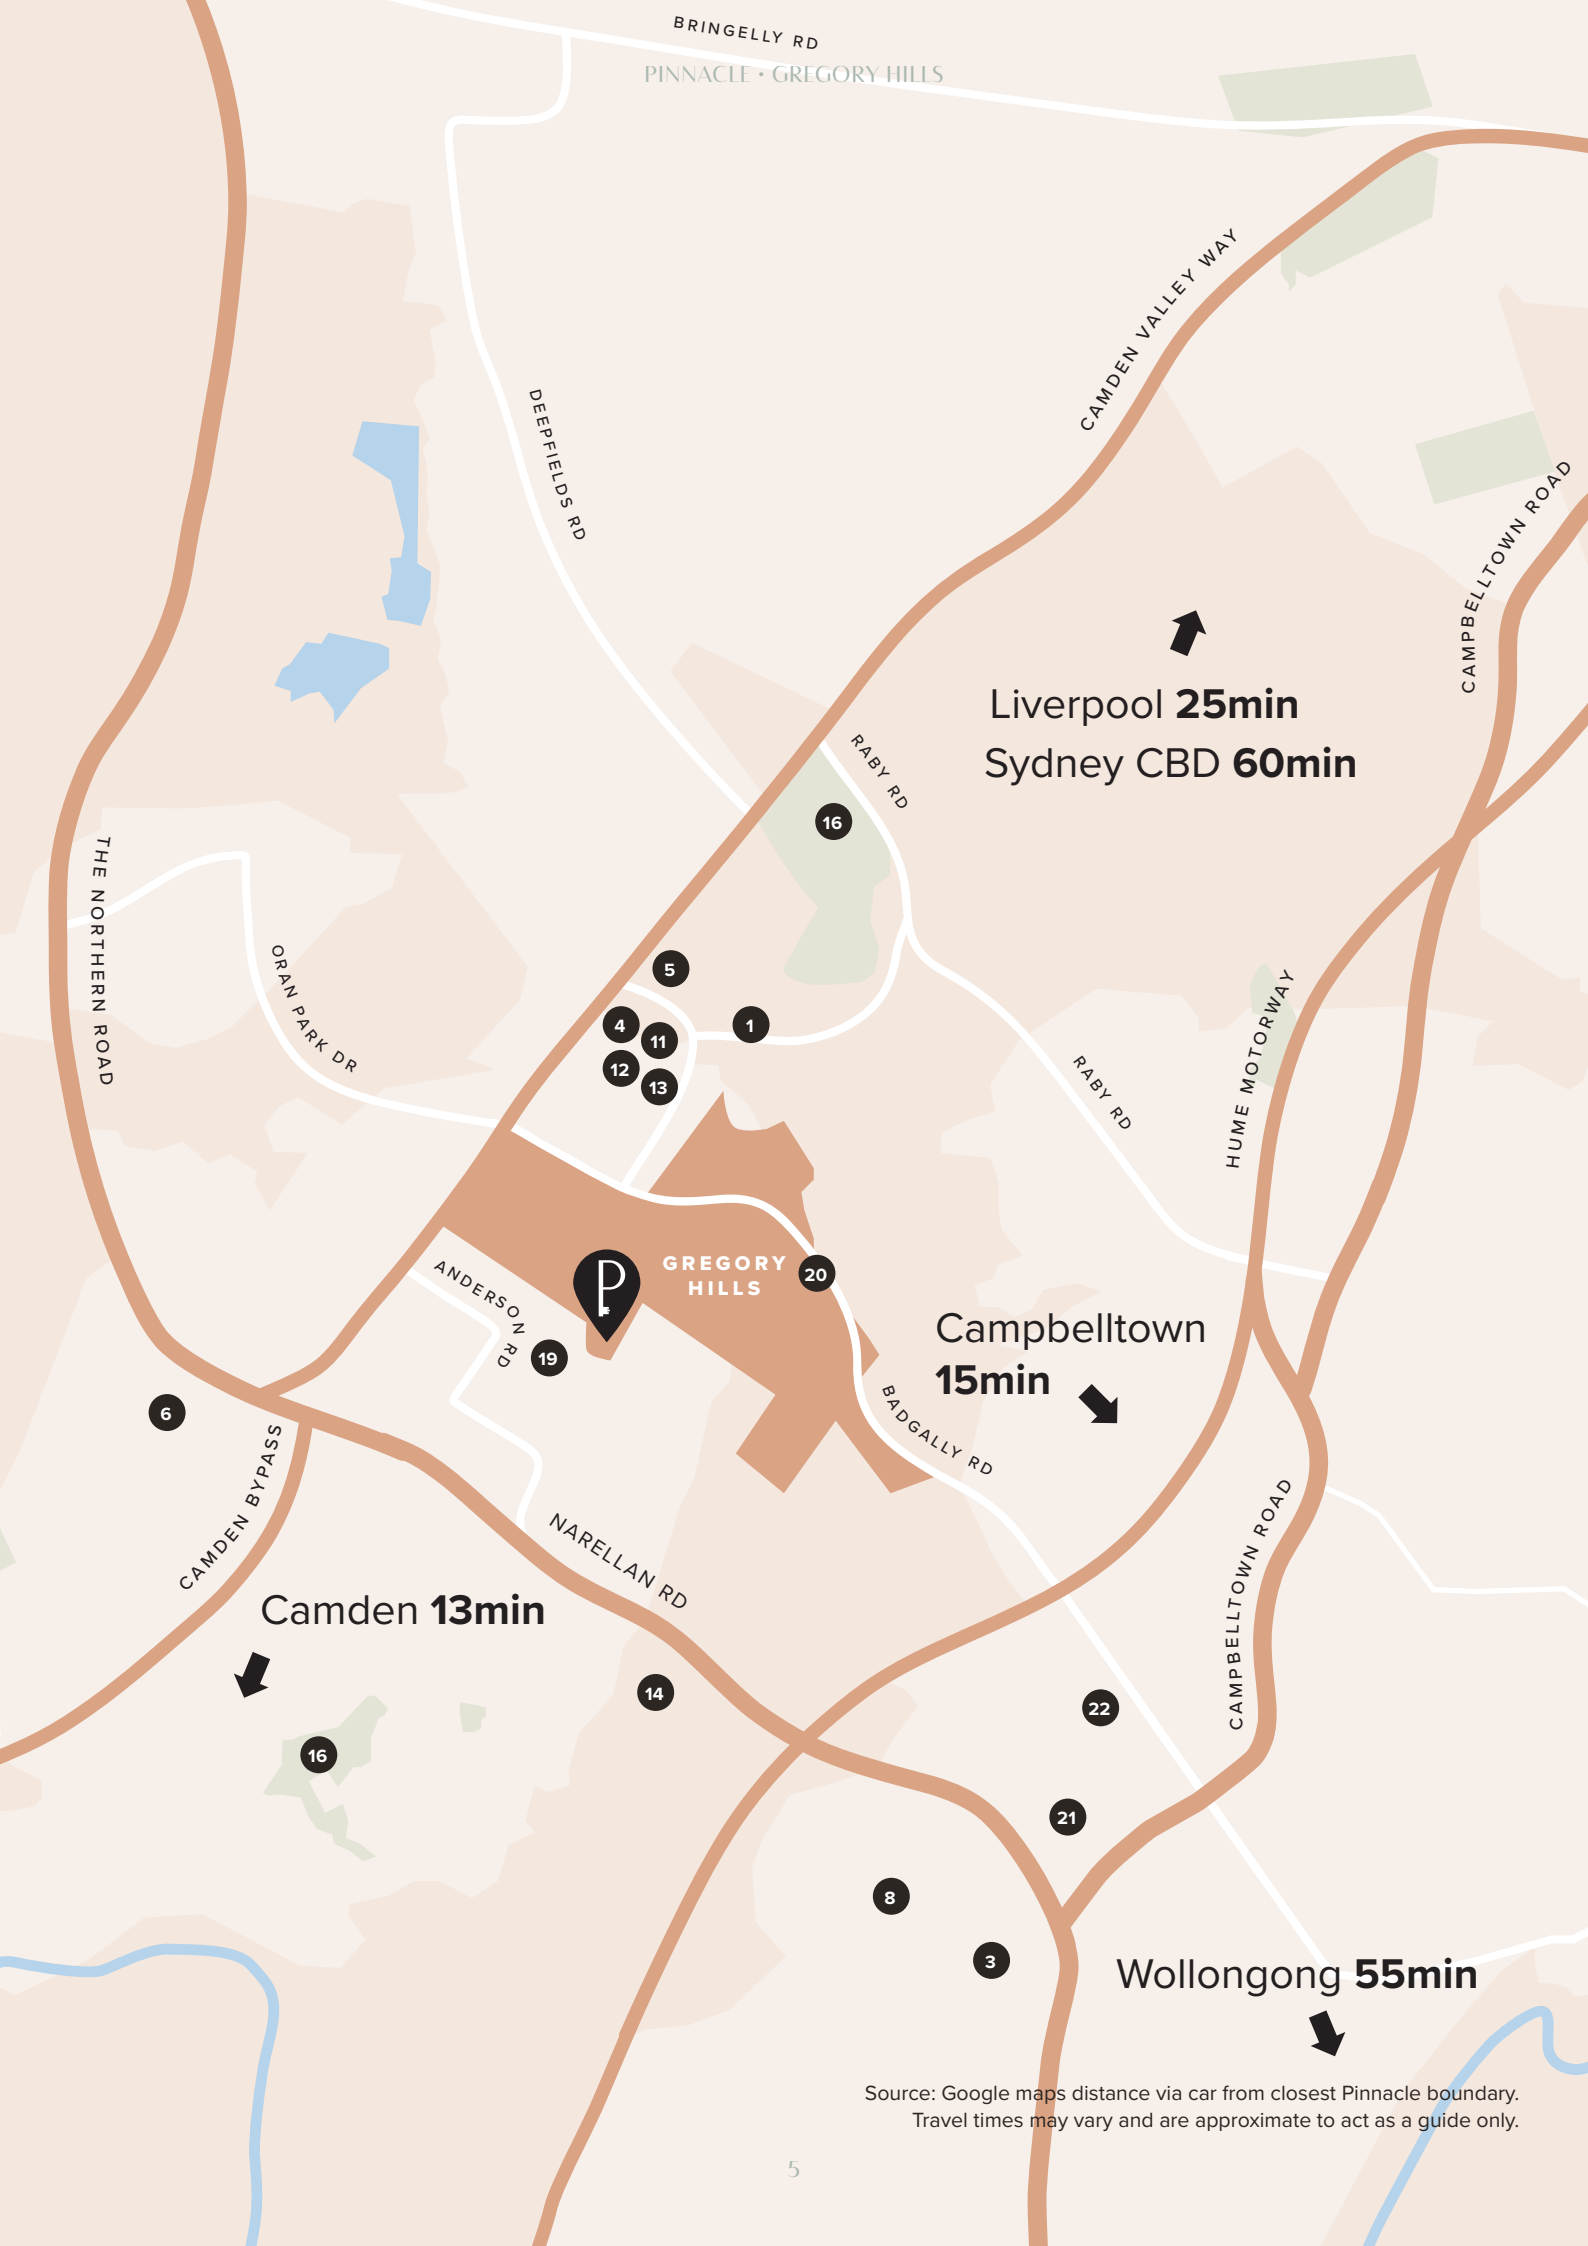 BRINGELLY RD
PINNACLE • GREGORY HILLS
CAMDEN VALLEY WAY
DEEPFIELDS RD
CAMPBELLTOWN ROAD
Liverpool 25min
Sydney CBD 60min
RABY RD
16
THE NORTHERN ROAD
ORAN PARK DR
5
4
11
1
12
13
HUME MOTORWAY
RABY RD
GREGORY
HILLS
20
P
ANDERSON RD
19
Campbelltown
15min
6
BADGALLY RD
CAMDEN BYPASS
NARELLAN RD
CAMPBELLTOWN ROAD
Camden 13min
14
22
16
21
8
3
Wollongong 55min
Source: Google maps distance via car from closest Pinnacle boundary.
Travel times may vary and are approximate to act as a guide only.
5